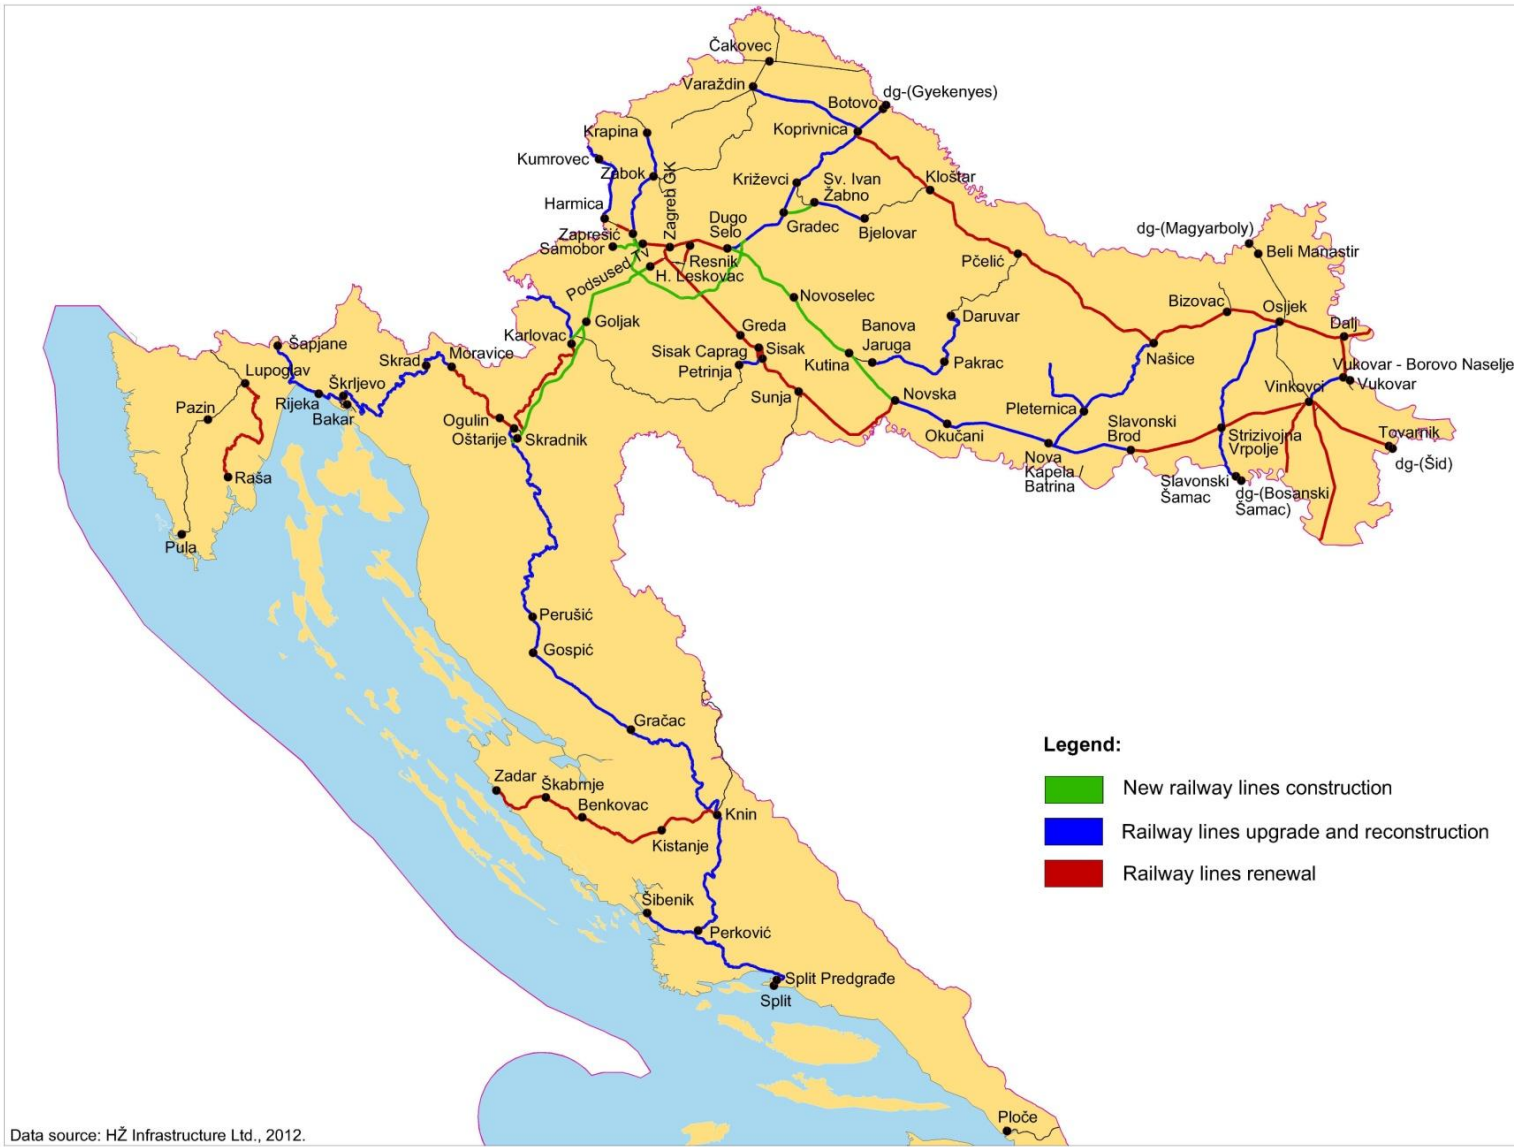 Čakovec
Varaždin
dg-(Gyekenyes)
Botovo
Koprivnica
Krapina
Kumrovec
Zabok
Zagreb GK
Križevci
Sv. Ivan
Žabno
Kloštar
Harmica
Dugo
Selo
Gradec
Bjelovar
Zaprešić
Samobor
Podsused Tv
Resnik
H. Leskovac
dg-(Magyarboly)
Beli Manastir
Pčelić
Novoselec
Bizovac
Osijek
Dalj
Goljak
Karlovac
Greda
Sisak
Sisak Caprag
Petrinja
Banova
Jaruga
Daruvar
Kutina
Pakrac
Našice
Vukovar - Borovo Naselje
Vukovar
Šapjane
Lupoglav
Skrad
Moravice
Škrljevo
Rijeka
Bakar
Pazin
Sunja
Novska
Vinkovci
Ogulin
Oštarije
Skradnik
Okučani
Pleternica
Slavonski
Brod
Nova
Kapela /
Batrina
Strizivojna
Vrpolje
Tovarnik
dg-(Šid)
Slavonski
Šamac
dg-(Bosanski
Šamac)
Raša
Pula
Perušić
Gospić
Gračac
Zadar
Škabrnje
Benkovac
Kistanje
Knin
Šibenik
Perković
Split Predgrađe
Split
Ploče
Legend:
New railway lines construction
Railway lines upgrade and reconstruction
Railway lines renewal
Data source: HŽ Infrastructure Ltd., 2012.